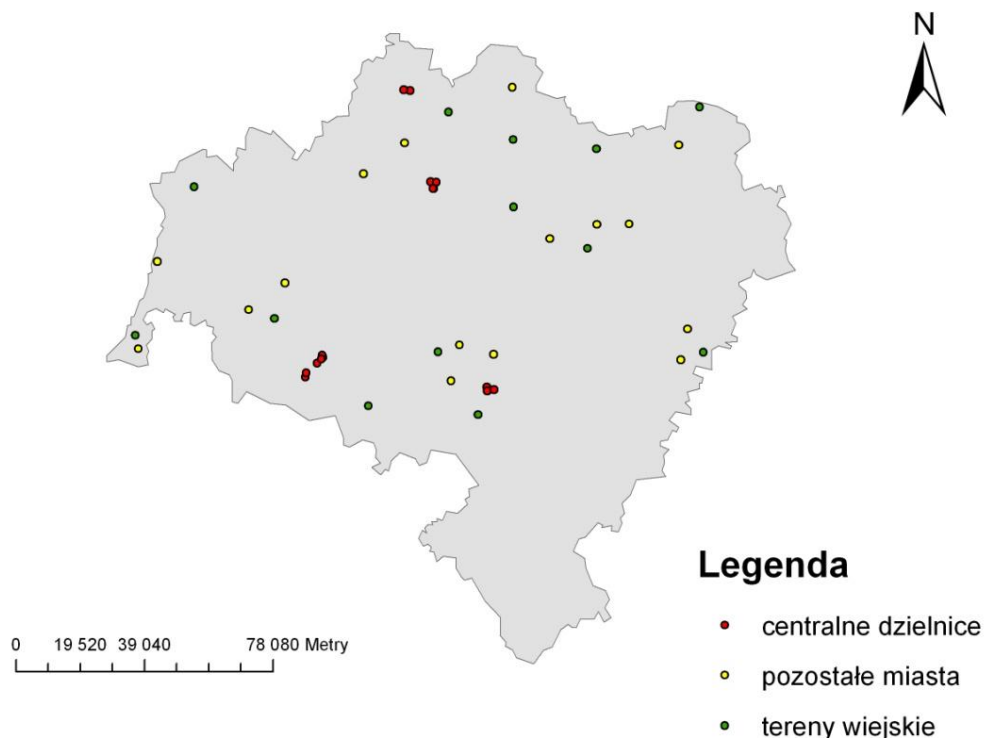 N
0 19 520 39 040 78 080 Metry
Legenda
centralne dzielnice
pozostałe miasta
tereny wiejskie